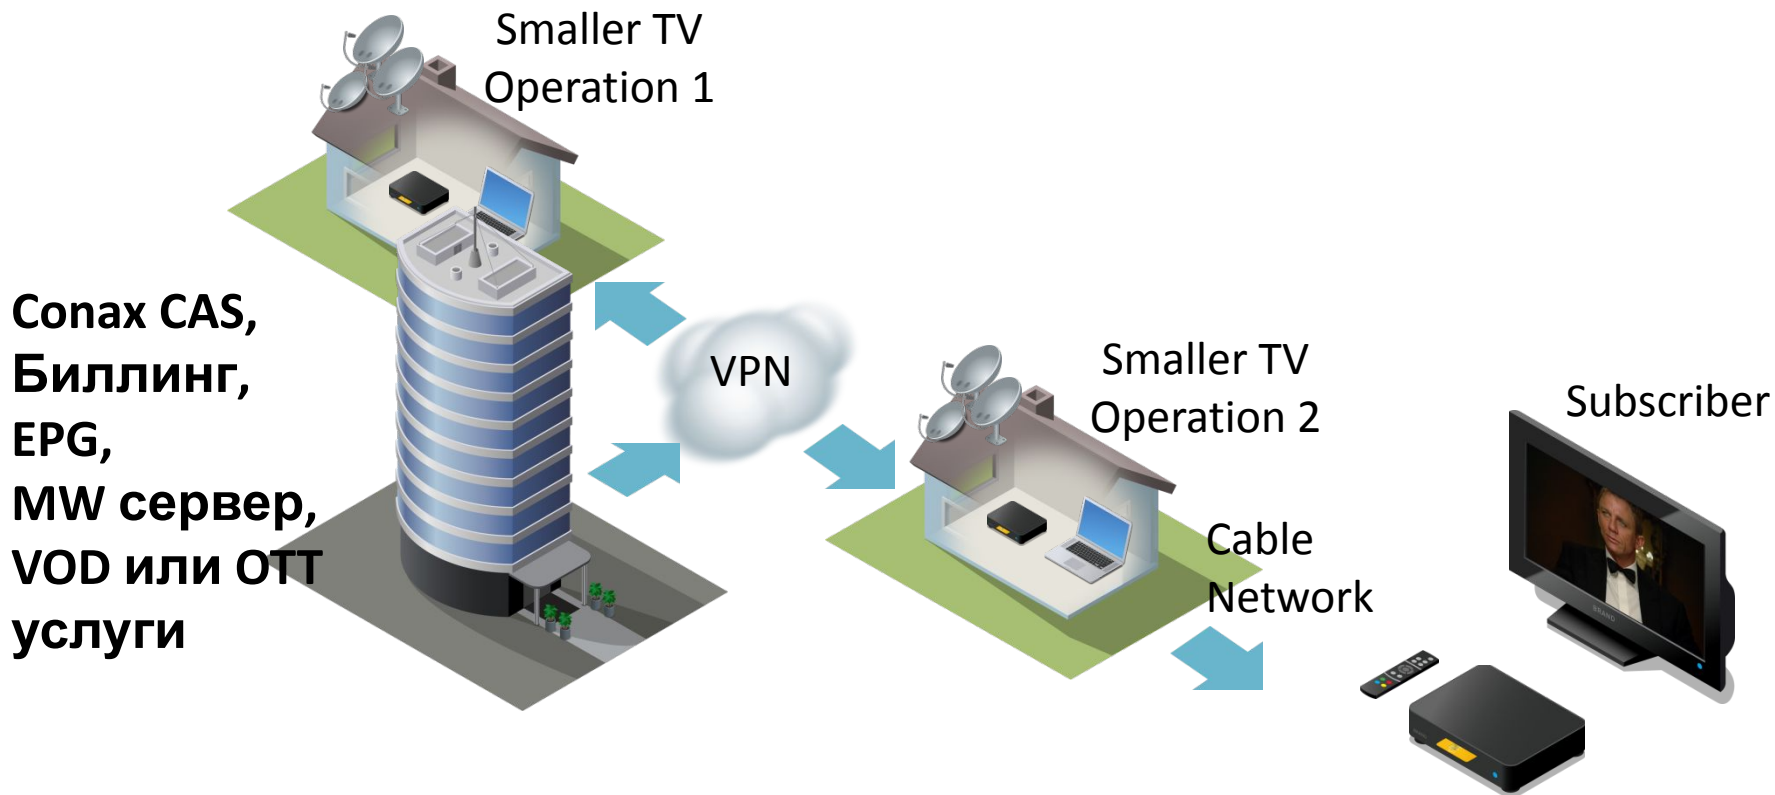 Smaller TV
Operation 1
Conax CAS,
Биллинг,
EPG,
MW сервер,
VOD или OTT
услуги
VPN
Smaller TV
Operation 2
Subscriber
Cable
Network
BRAND